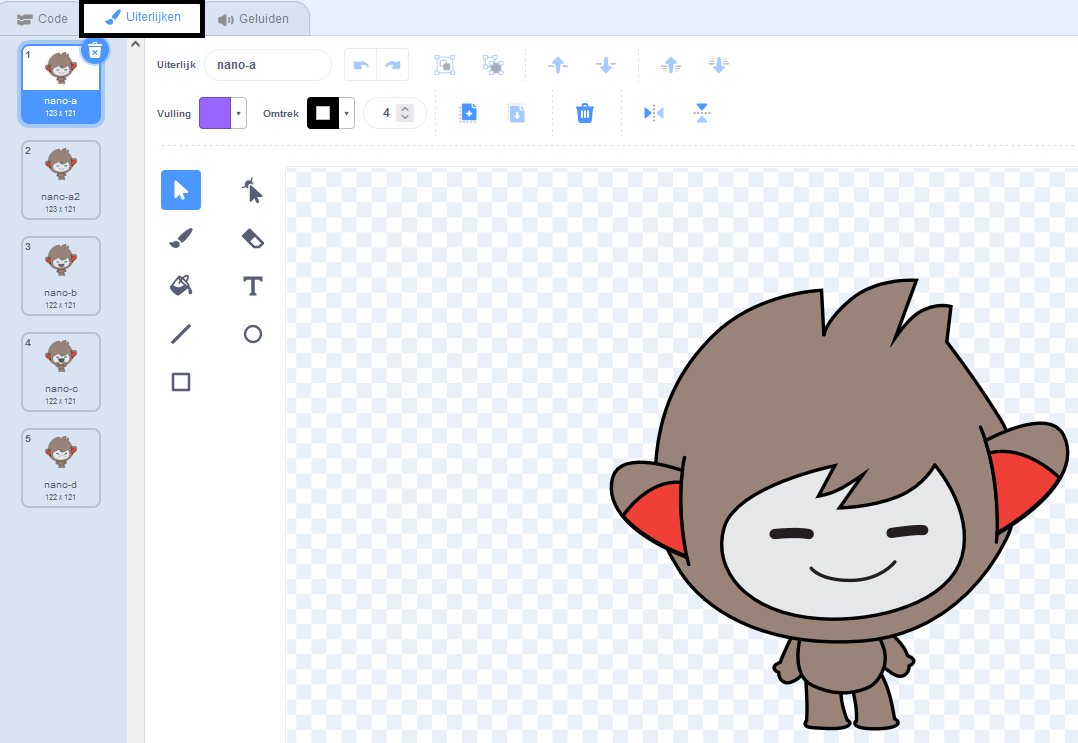 Code
Uiterlijken
Geluiden
1
nano-a
123 x 121
2
nano-a2
123 x 121
3
nano-b
122 x 121
4
nano-c
122 x 121
5
nano-d
122 x 121
Uiterlijk
nano-a
Vulling
Omtrek
4
T